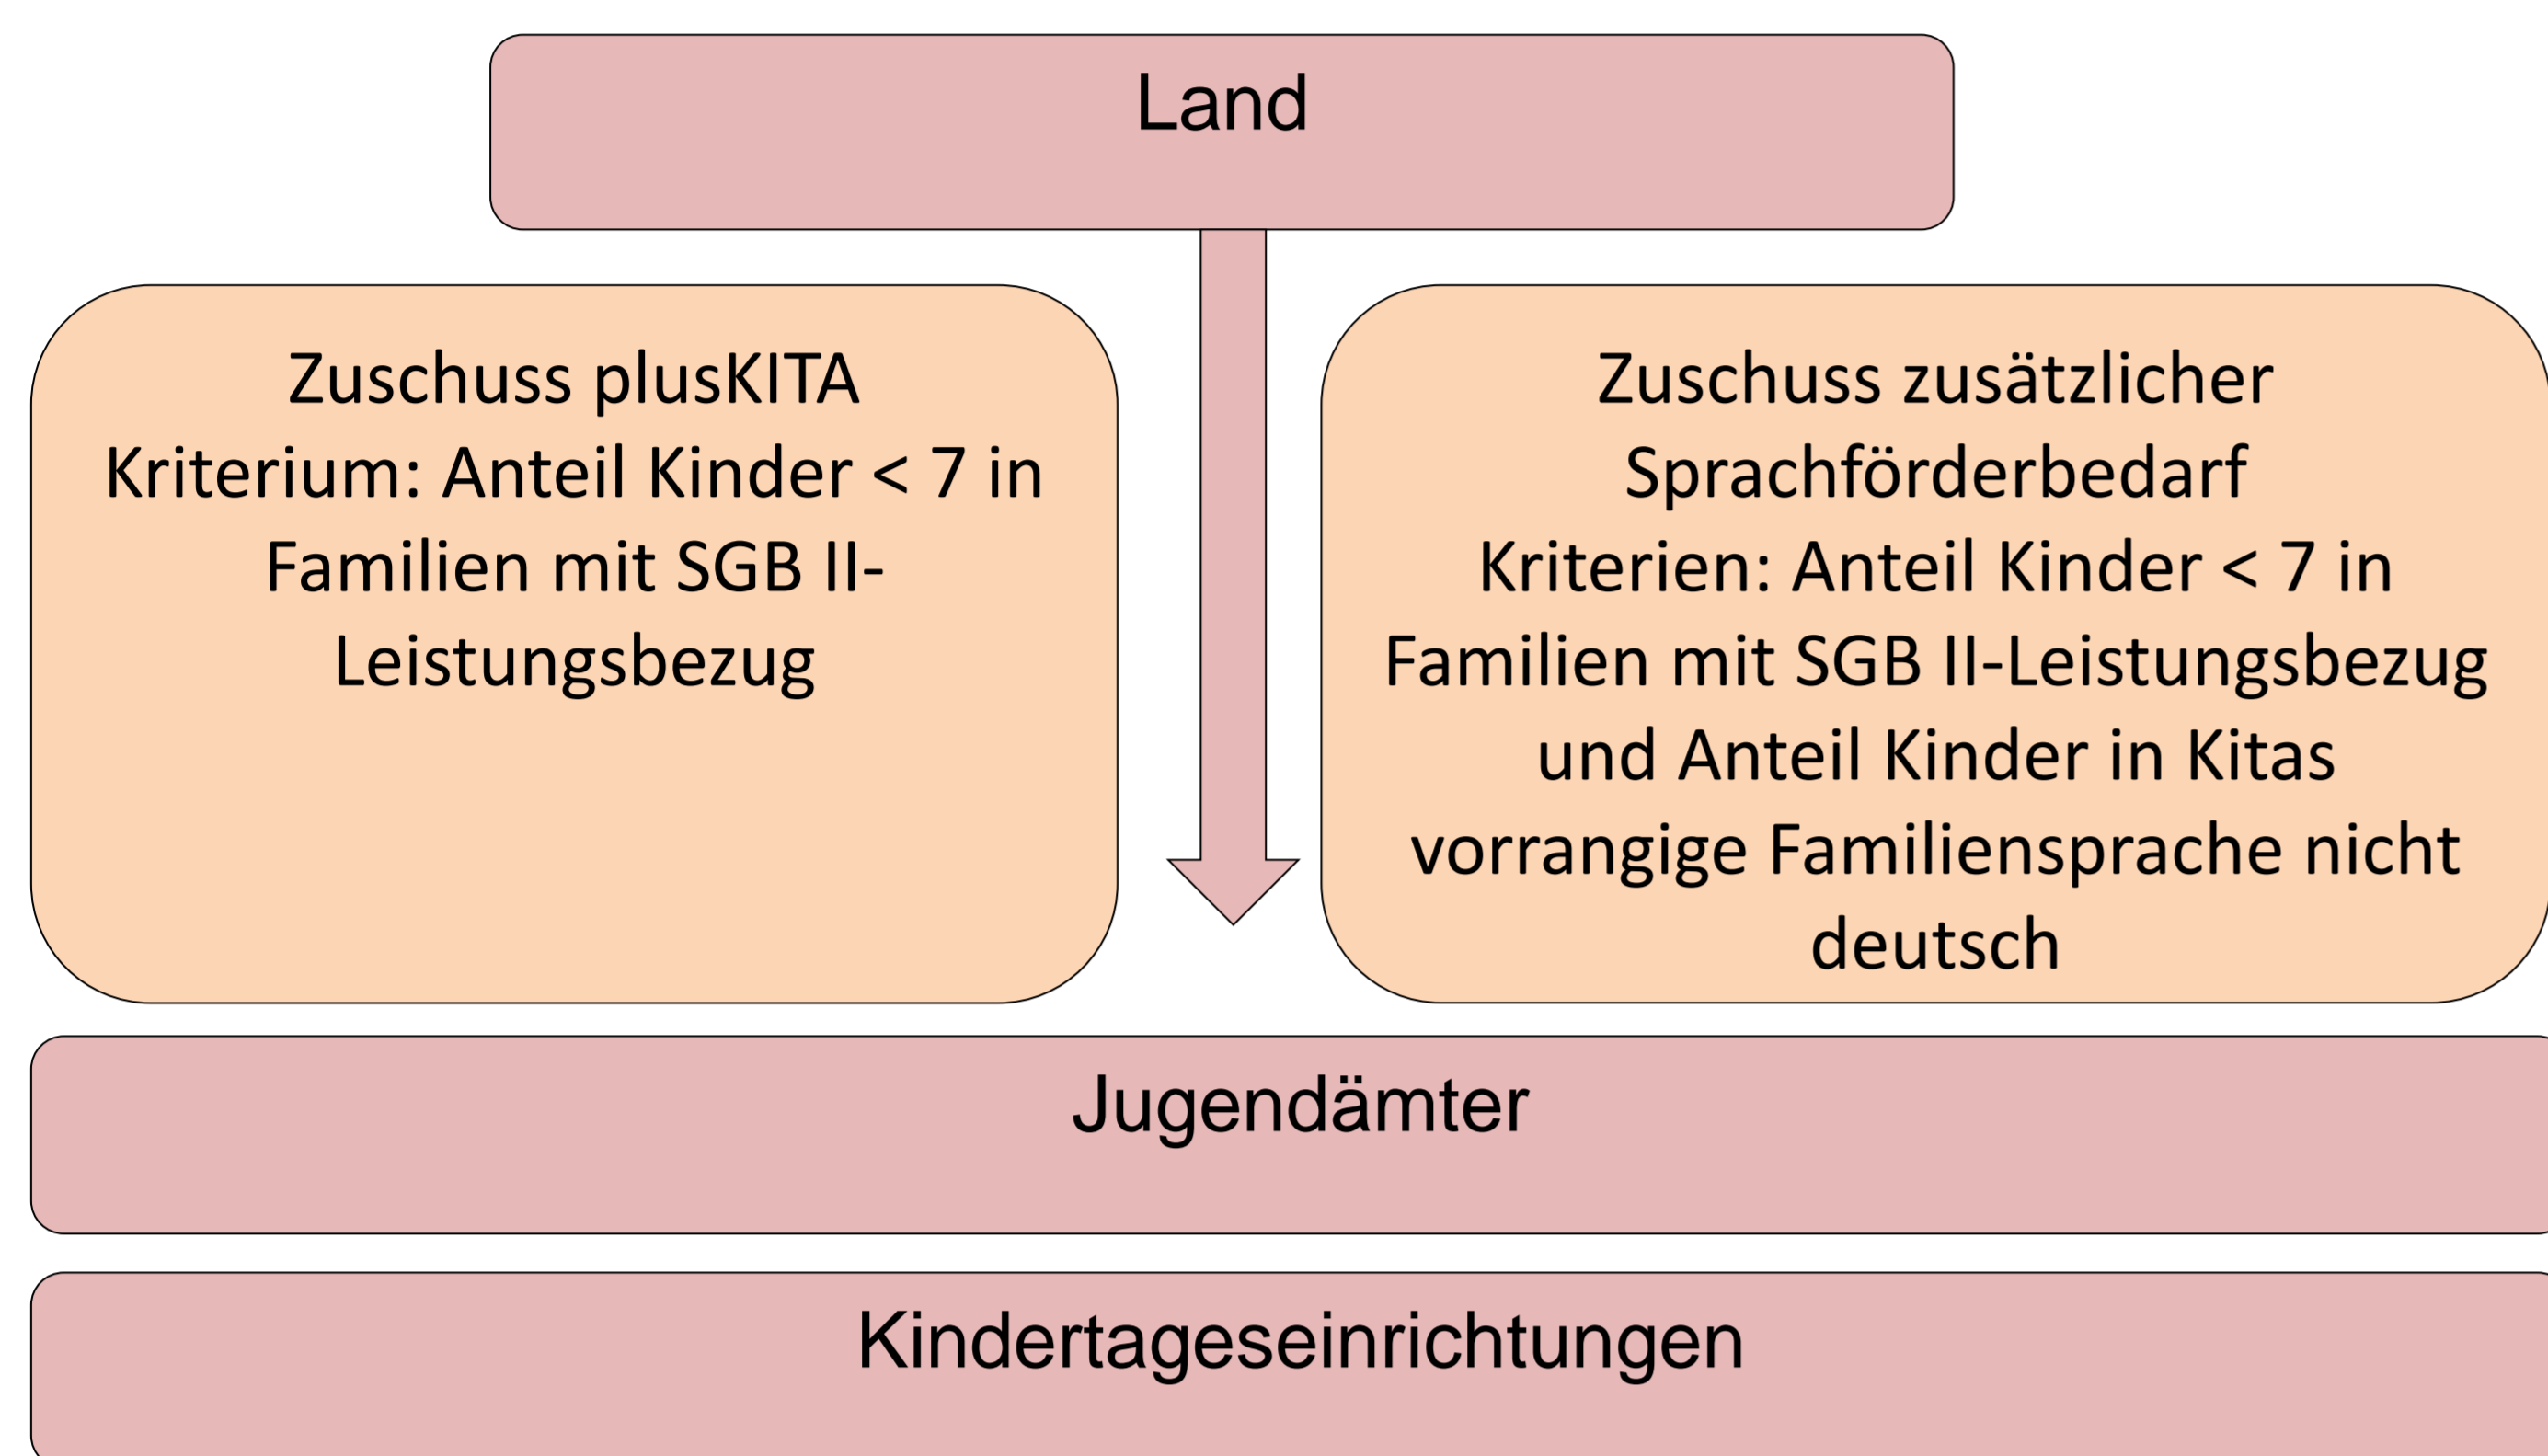 Land
Zuschuss plusKITA
Kriterium: Anteil Kinder < 7 in
Familien mit SGB II-
Leistungsbezug
Zuschuss zusätzlicher
Sprachförderbedarf
Kriterien: Anteil Kinder < 7 in
Familien mit SGB II-Leistungsbezug
und Anteil Kinder in Kitas
vorrangige Familiensprache nicht
deutsch
Jugendämter
Kindertageseinrichtungen